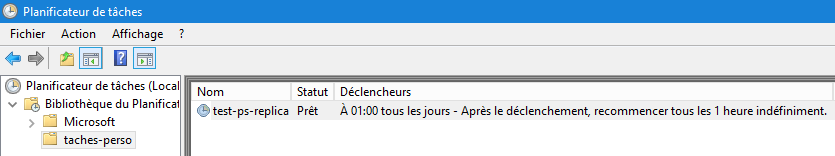 Planificateur de tâches
Fichier Action Affichage ?
Planificateur de tâches (Local
Bibliothèque du Planificat
Microsoft
taches-perso
Nom Statut Déclencheurs
test-ps-replica Prêt À 01:00 tous les jours - Après le déclenchement, recommencer tous les 1 heure indéfiniment.